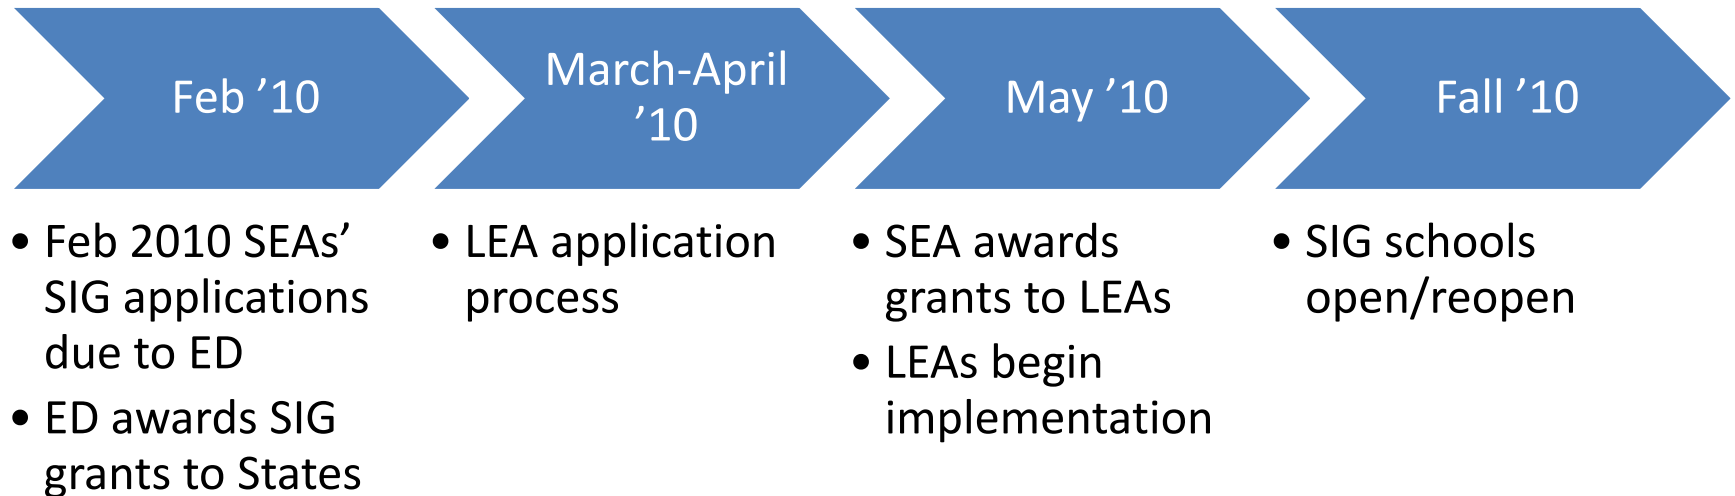 Feb ’10
March-April
’10
May ’10
Fall ’10
• Feb 2010 SEAs’
SIG applications
due to ED
• ED awards SIG
grants to States
• LEA application
process
• SEA awards
grants to LEAs
• LEAs begin
implementation
• SIG schools
open/reopen